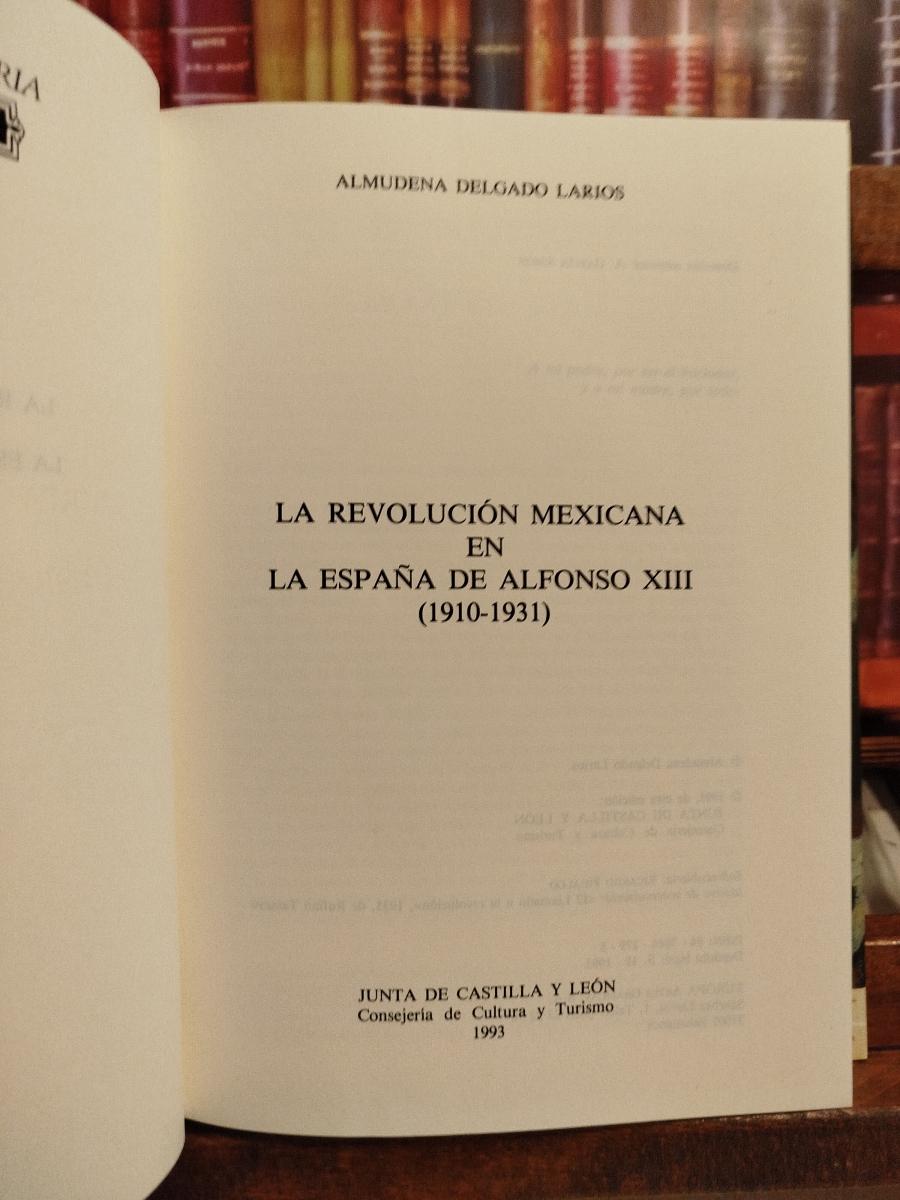 ALMUDENA DELGADO LARIOS
LA REVOLUCIÓN MEXICANA
EN
LA ESPAÑA DE ALFONSO XIII
(1910-1931)
JUNTA DE CASTILLA Y LEÓN
Consejería de Cultura y Turismo
1993